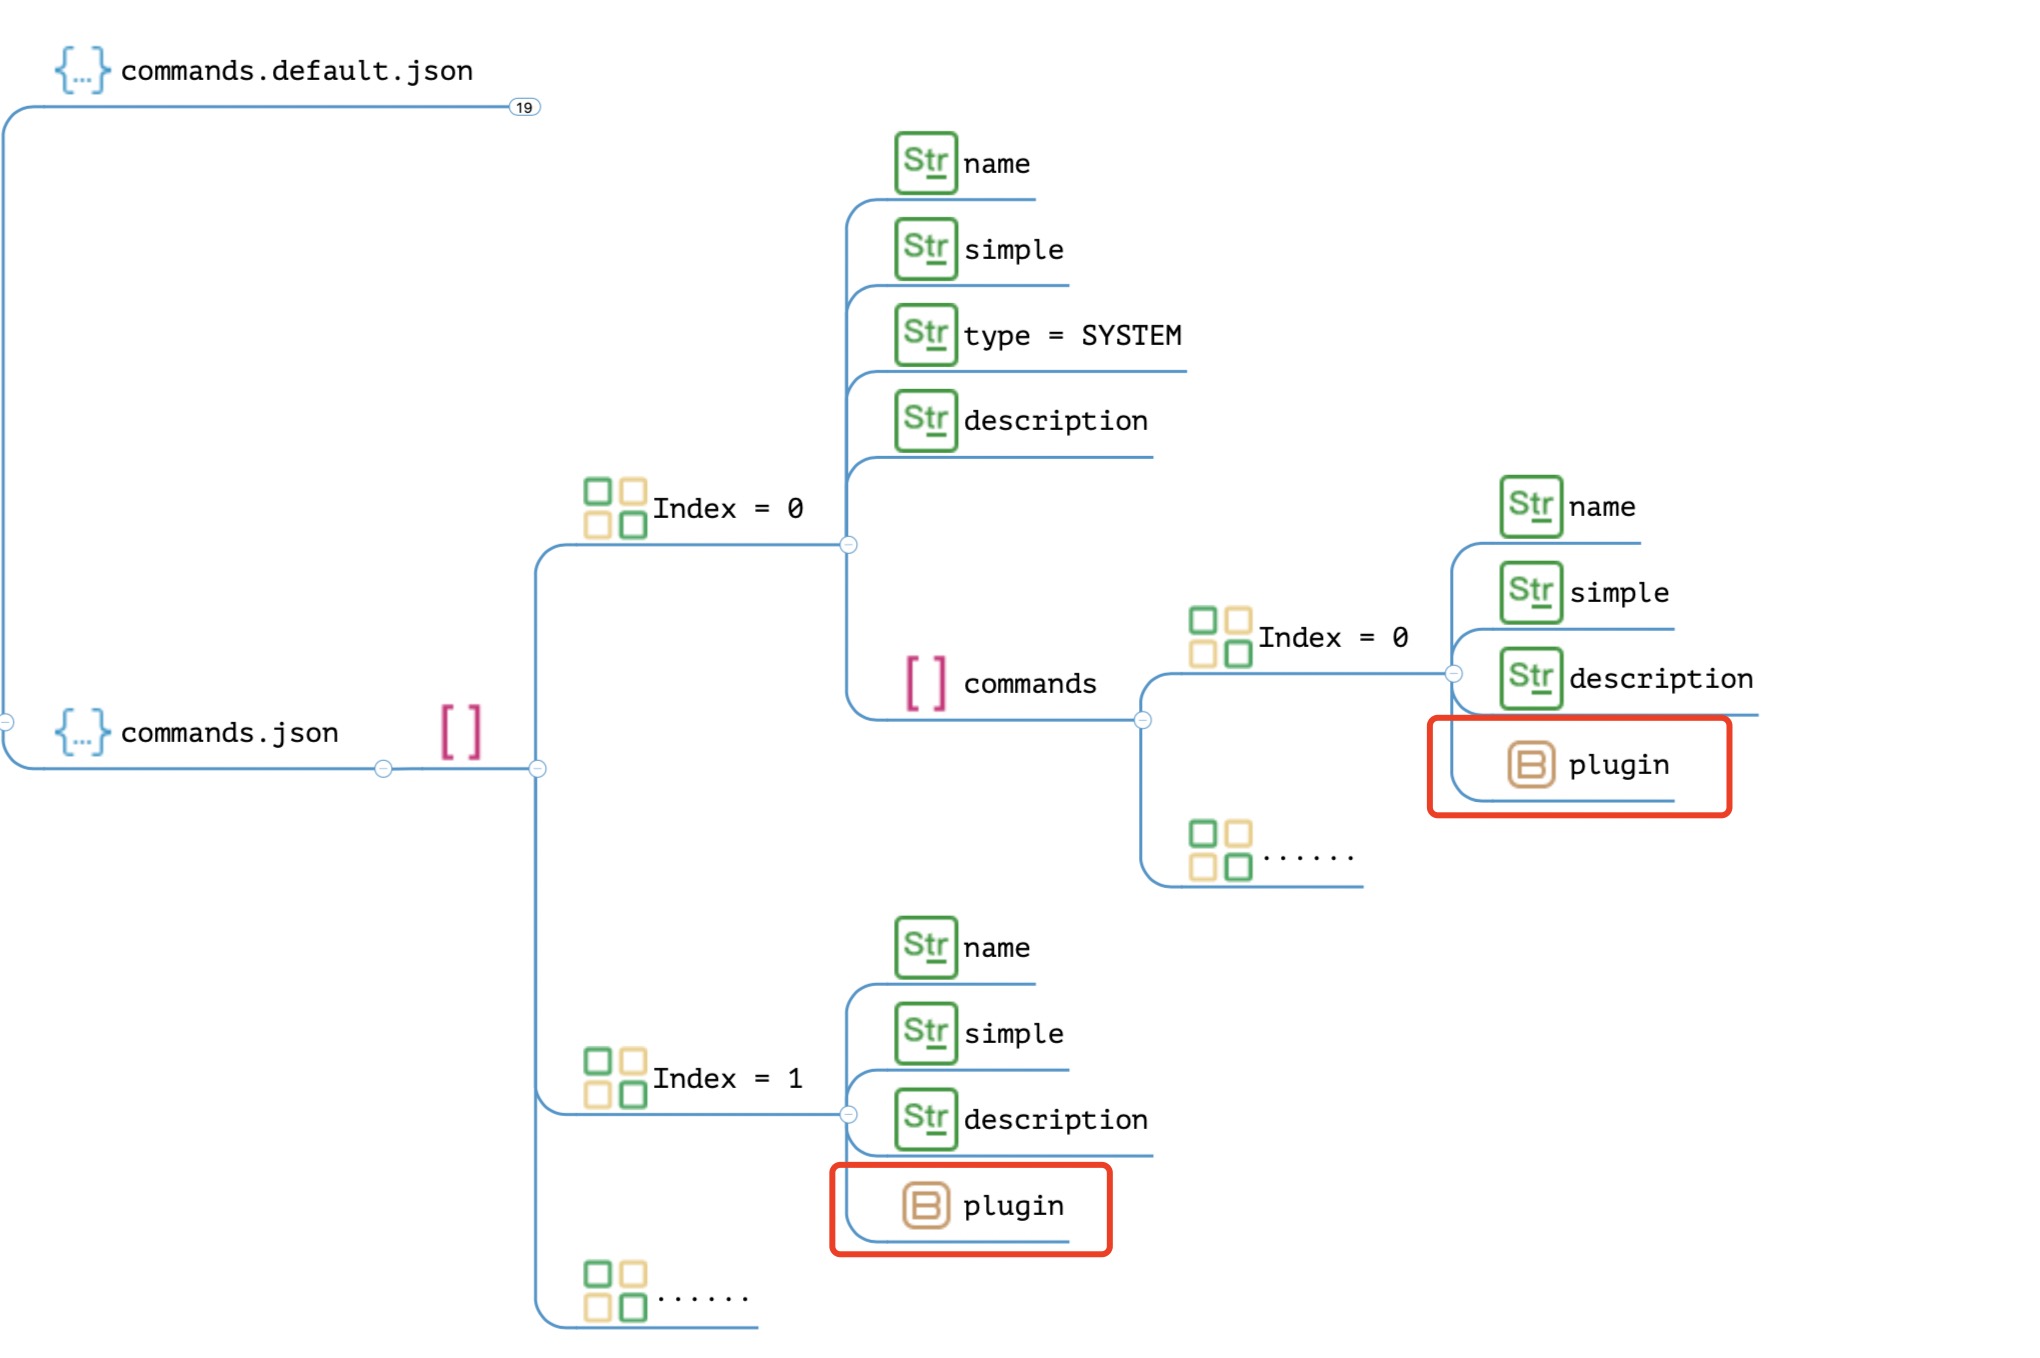 {...} commands.default.json
19
Str name
Str simple
Str type = SYSTEM
Str description
Index = 0
Str name
Str simple
Index = 0
Str description
[ ] commands
{...} commands.json
[ ]
B plugin
......
Str name
Str simple
Index = 1
Str description
B plugin
......